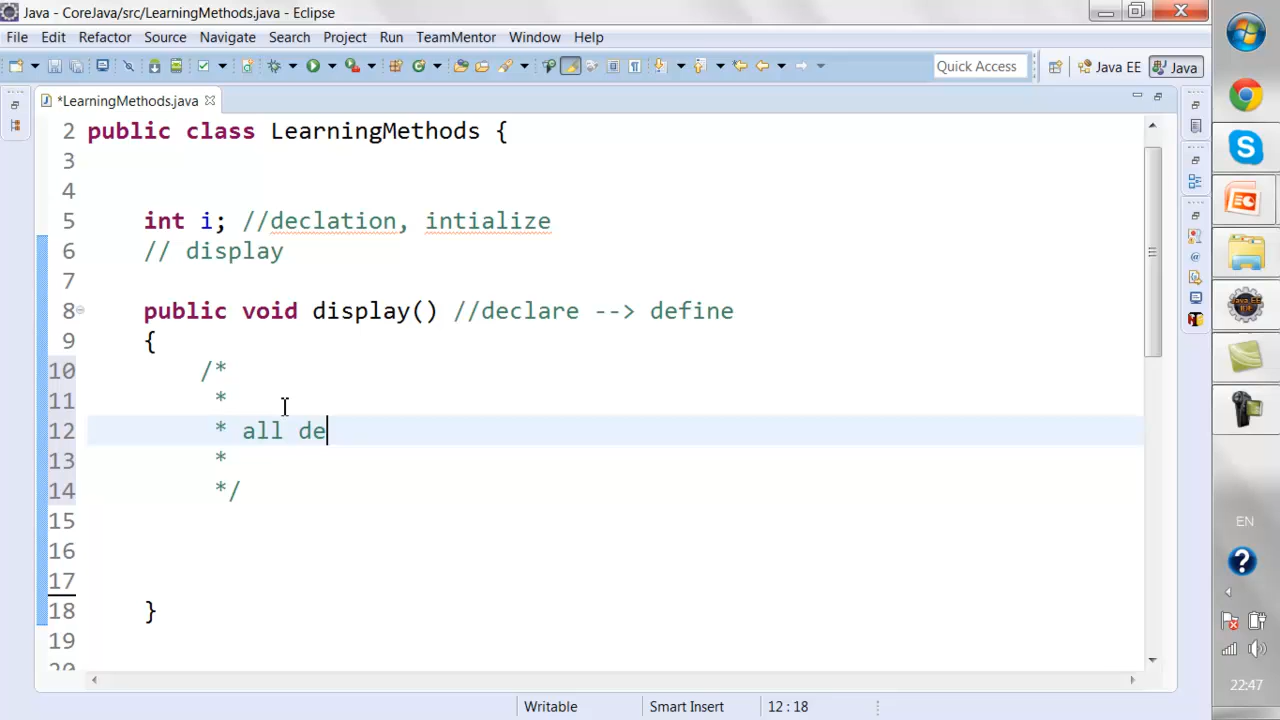 Java - CoreJava/src/LearningMethods.java - Eclipse
File Edit Refactor Source Navigate Search Project Run TeamMentor Window Help
Quick Access Java EE Java
*LearningMethods.java
2 public class LearningMethods {
3
4
5 int i; //declation, intialize
6 // display
7
8 public void display() //declare --> define
9 {
10 /*
11 *
12 * all de
13 *
14 */
15
16
17
18 }
19
20
Writable Smart Insert 12 : 18
EN
22:47